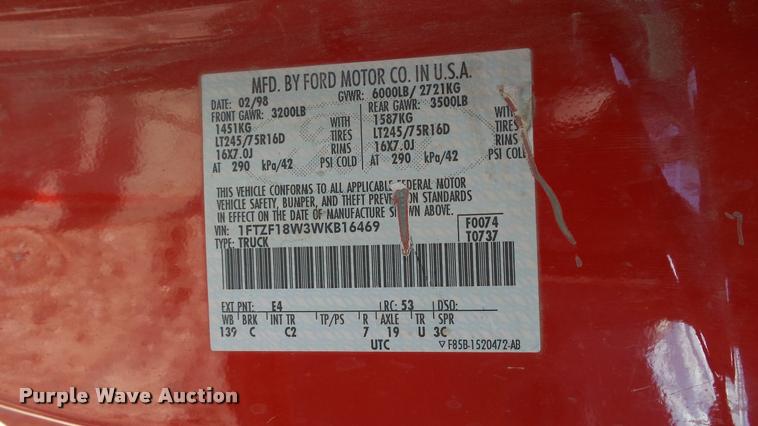 MFD. BY FORD MOTOR CO. IN U.S.A.
DATE: 02/98 GVWR: 6000LB/ 2721KG
FRONT GAWR: 3200LB REAR GAWR: 3500LB
1451KG WITH 1587KG WITH
LT245/75R16D TIRES LT245/75R16D TIRES
16X7.0J RIMS 16X7.0J RIMS
AT 290 kPa/42 PSI COLD AT 290 kPa/42 PSI COLD
THIS VEHICLE CONFORMS TO ALL APPLICABLE FEDERAL MOTOR
VEHICLE SAFETY, BUMPER, AND THEFT PREVENTION STANDARDS
IN EFFECT ON THE DATE OF MANUFACTURE SHOWN ABOVE.
VIN: 1FTZF18W3WKB16469 F0074
TYPE: TRUCK T0737
EXT PNT: E4 RC: 53 DSO:
WB BRK INT TR TP/PS R AXLE TR SPR
139 C C2 7 19 U 3C
UTC ▽ F85B-1520472-AB
Purple Wave Auction